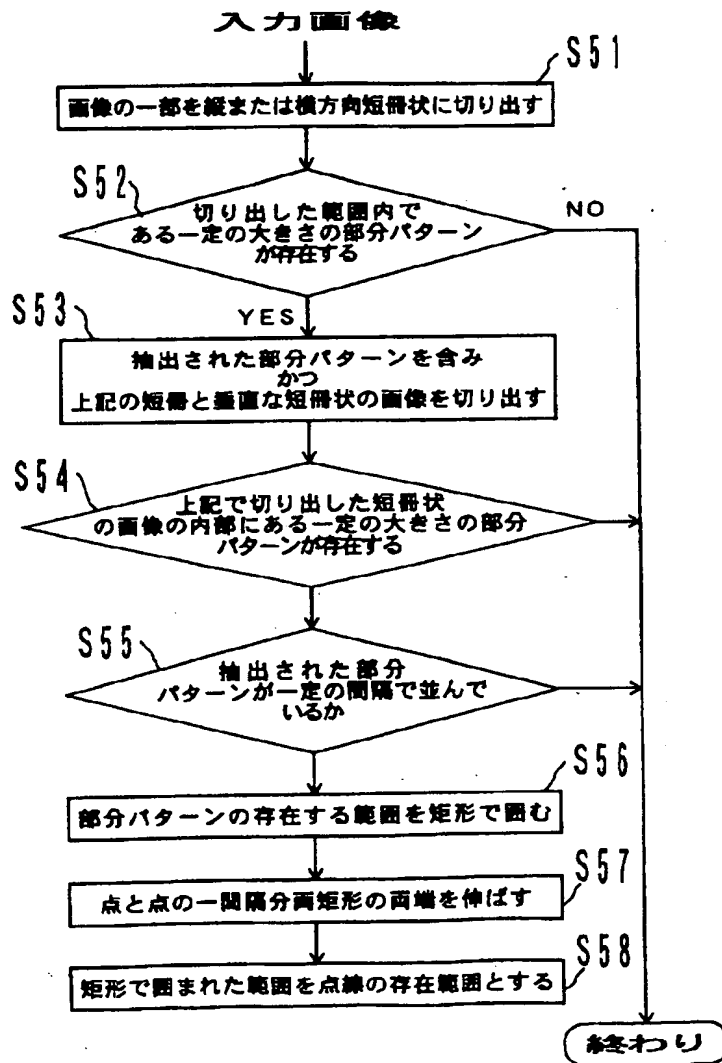 入力画像
S51
画像の一部を縦または横方向短冊状に切り出す
S52
切り出した範囲内で
ある一定の大きさの部分パターン
が存在する
NO
YES
S53
抽出された部分パターンを含み
かつ
上記の短冊と垂直な短冊状の画像を切り出す
S54
上記で切り出した短冊状
の画像の内部にある一定の大きさの部分
パターンが存在する
S55
抽出された部分
パターンが一定の間隔で並んで
いるか
S56
部分パターンの存在する範囲を矩形で囲む
S57
点と点の一間隔分両矩形の両端を伸ばす
S58
矩形で囲まれた範囲を点線の存在範囲とする
終わり